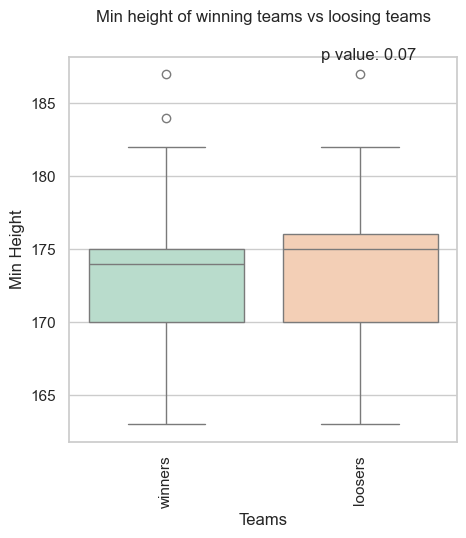 Min height of winning teams vs loosing teams
p value: 0.07
185
180
175
170
165
Min Height
winners
loosers
Teams